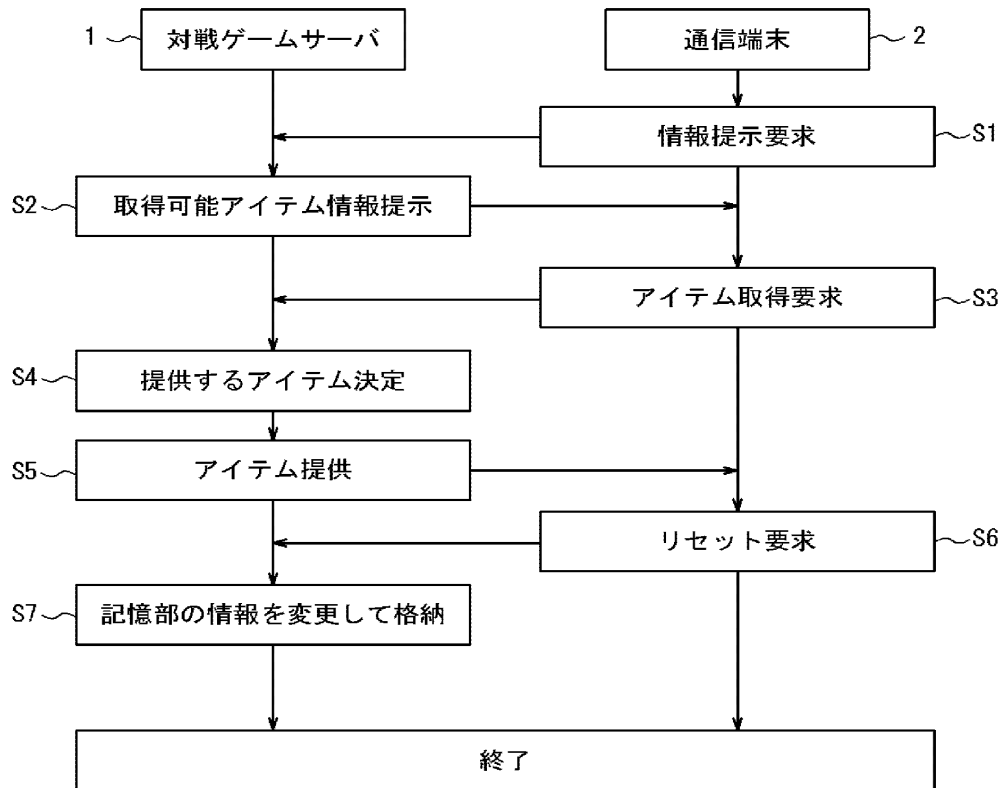 1 対戦ゲームサーバ
通信端末 2
情報提示要求 S1
S2 取得可能アイテム情報提示
アイテム取得要求 S3
S4 提供するアイテム決定
S5 アイテム提供
リセット要求 S6
S7 記憶部の情報を変更して格納
終了